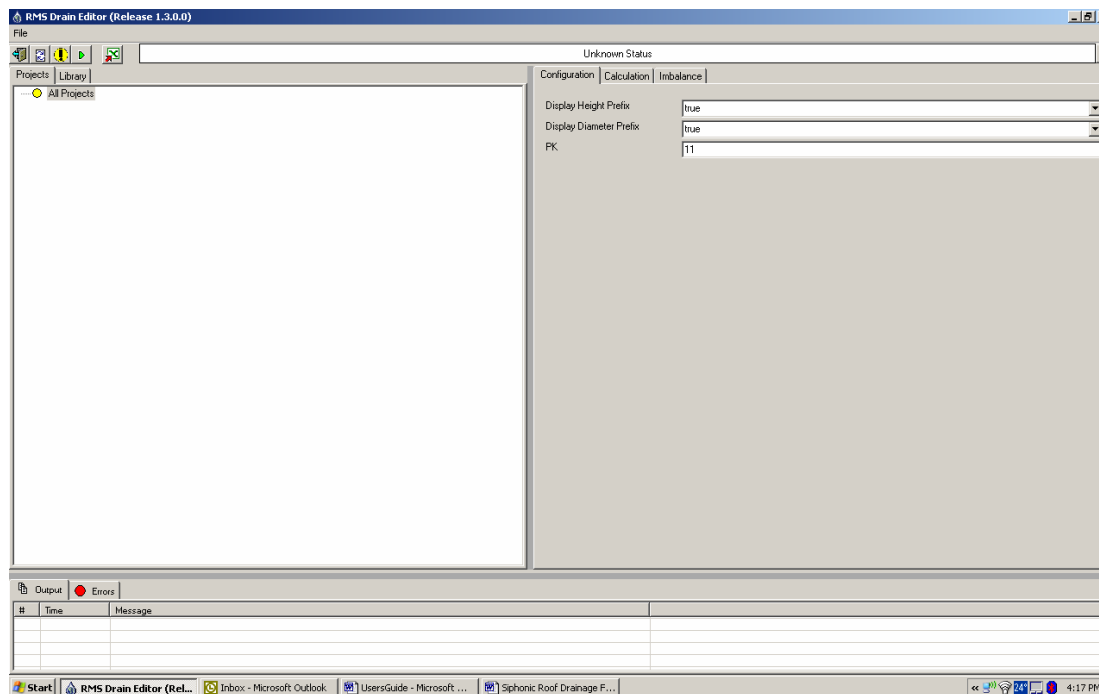 RMS Drain Editor (Release 1.3.0.0)
File
Unknown Status
Projects Library
All Projects
Configuration Calculation Imbalance
Display Height Prefix true
Display Diameter Prefix true
PK 11
Output Errors
# Time Message
Start RMS Drain Editor (Rel... Inbox - Microsoft Outlook UsersGuide - Microsoft ... Siphonic Roof Drainage F... « 24° 4:17 PM